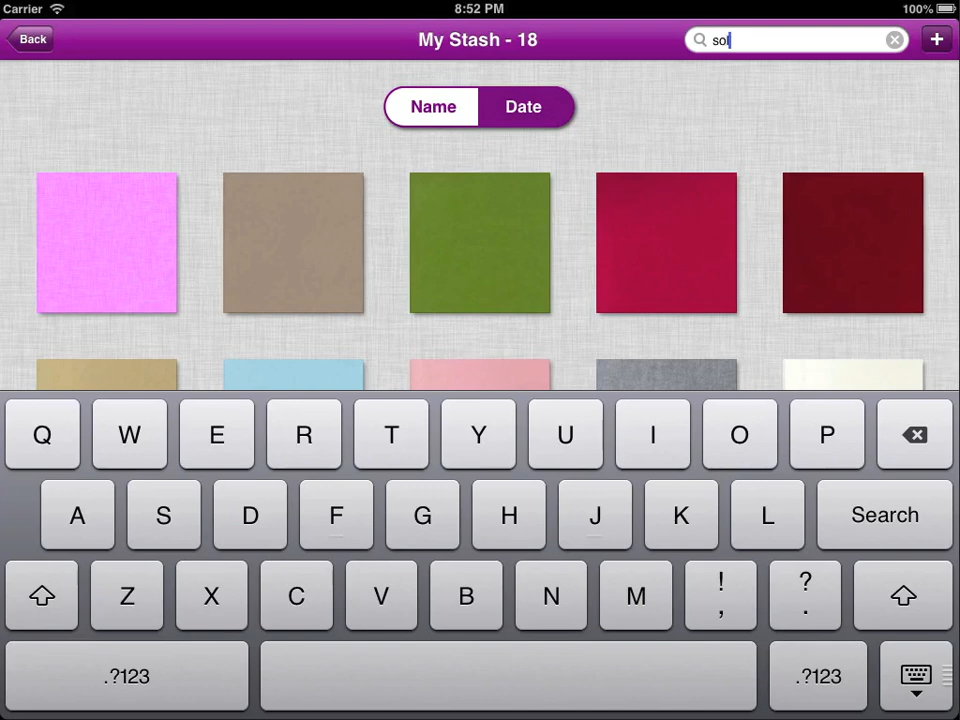 Carrier 8:52 PM 100%
Back My Stash - 18 sol +
Name Date
Q W E R T Y U I O P
A S D F G H J K L Search
Z X C V B N M ! , ? .
.?123 .?123